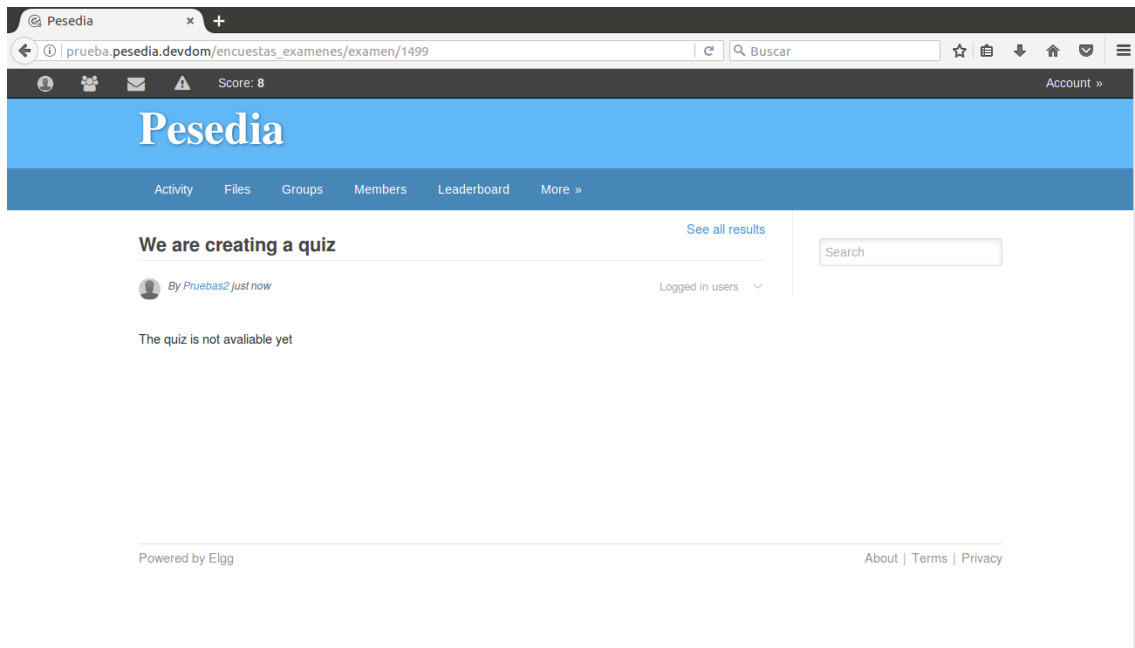 Pesedia
prueba.pesedia.devdom/encuestas_examenes/examen/1499
Buscar
Score: 8
Account »
Pesedia
Activity Files Groups Members Leaderboard More »
See all results
We are creating a quiz
Search
By Pruebas2 just now
Logged in users
The quiz is not avaliable yet
Powered by Elgg
About | Terms | Privacy